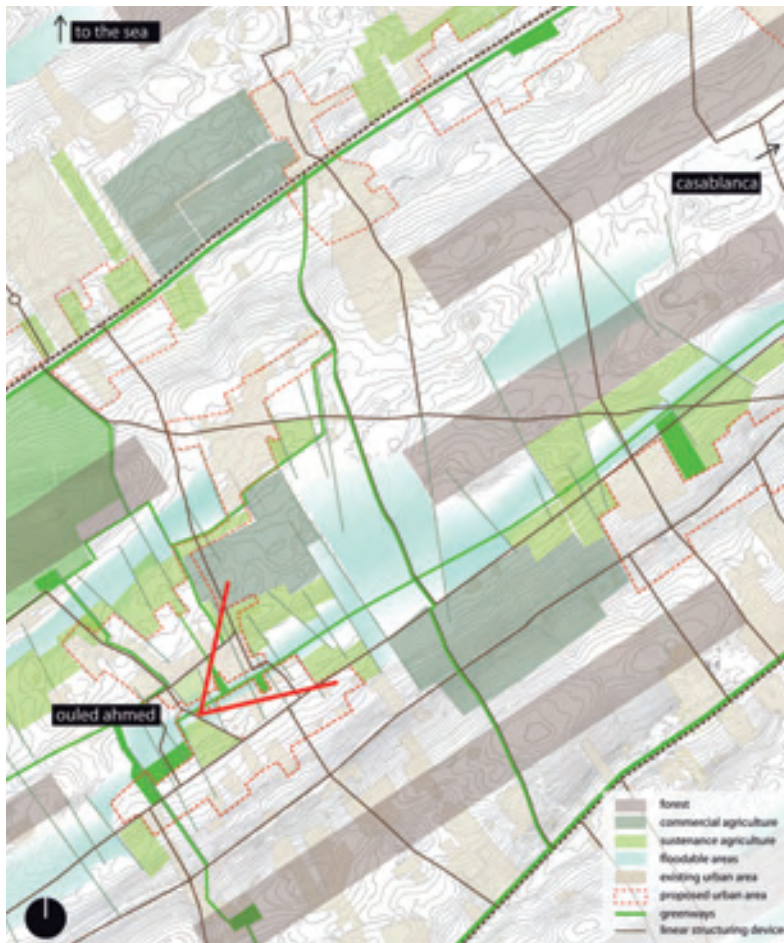 to the sea
casablanca
ouled ahmed
forest
commercial agriculture
sustenance agriculture
floodable areas
existing urban area
proposed urban area
greenways
linear structuring device